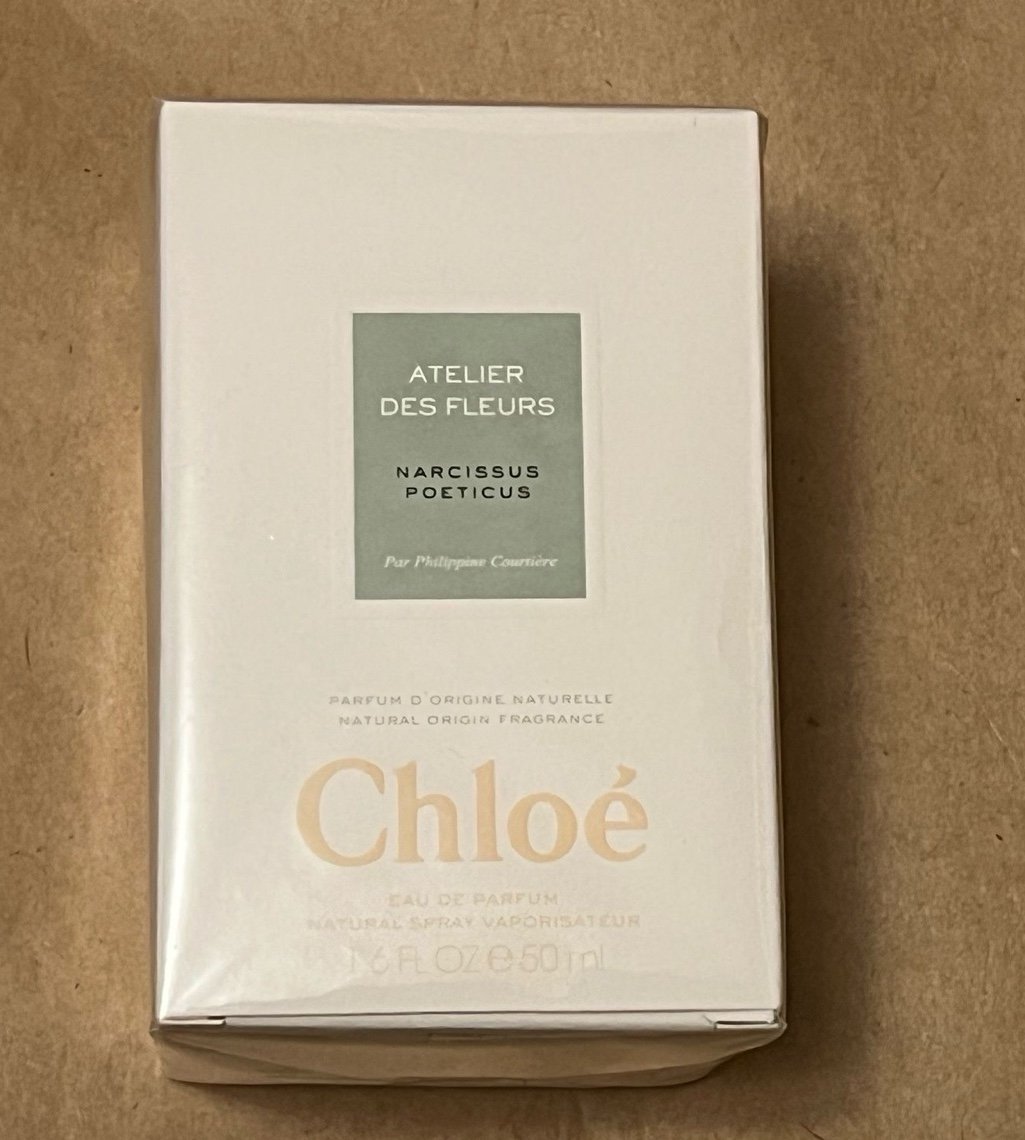 ATELIER
DES FLEURS
NARCISSUS
POETICUS
Par Philippine Courtière
PARFUM D'ORIGINE NATURELLE
NATURAL ORIGIN FRAGRANCE
Chloé
EAU DE PARFUM
NATURAL SPRAY VAPORISATEUR
1.6 FL OZ e 50 ml